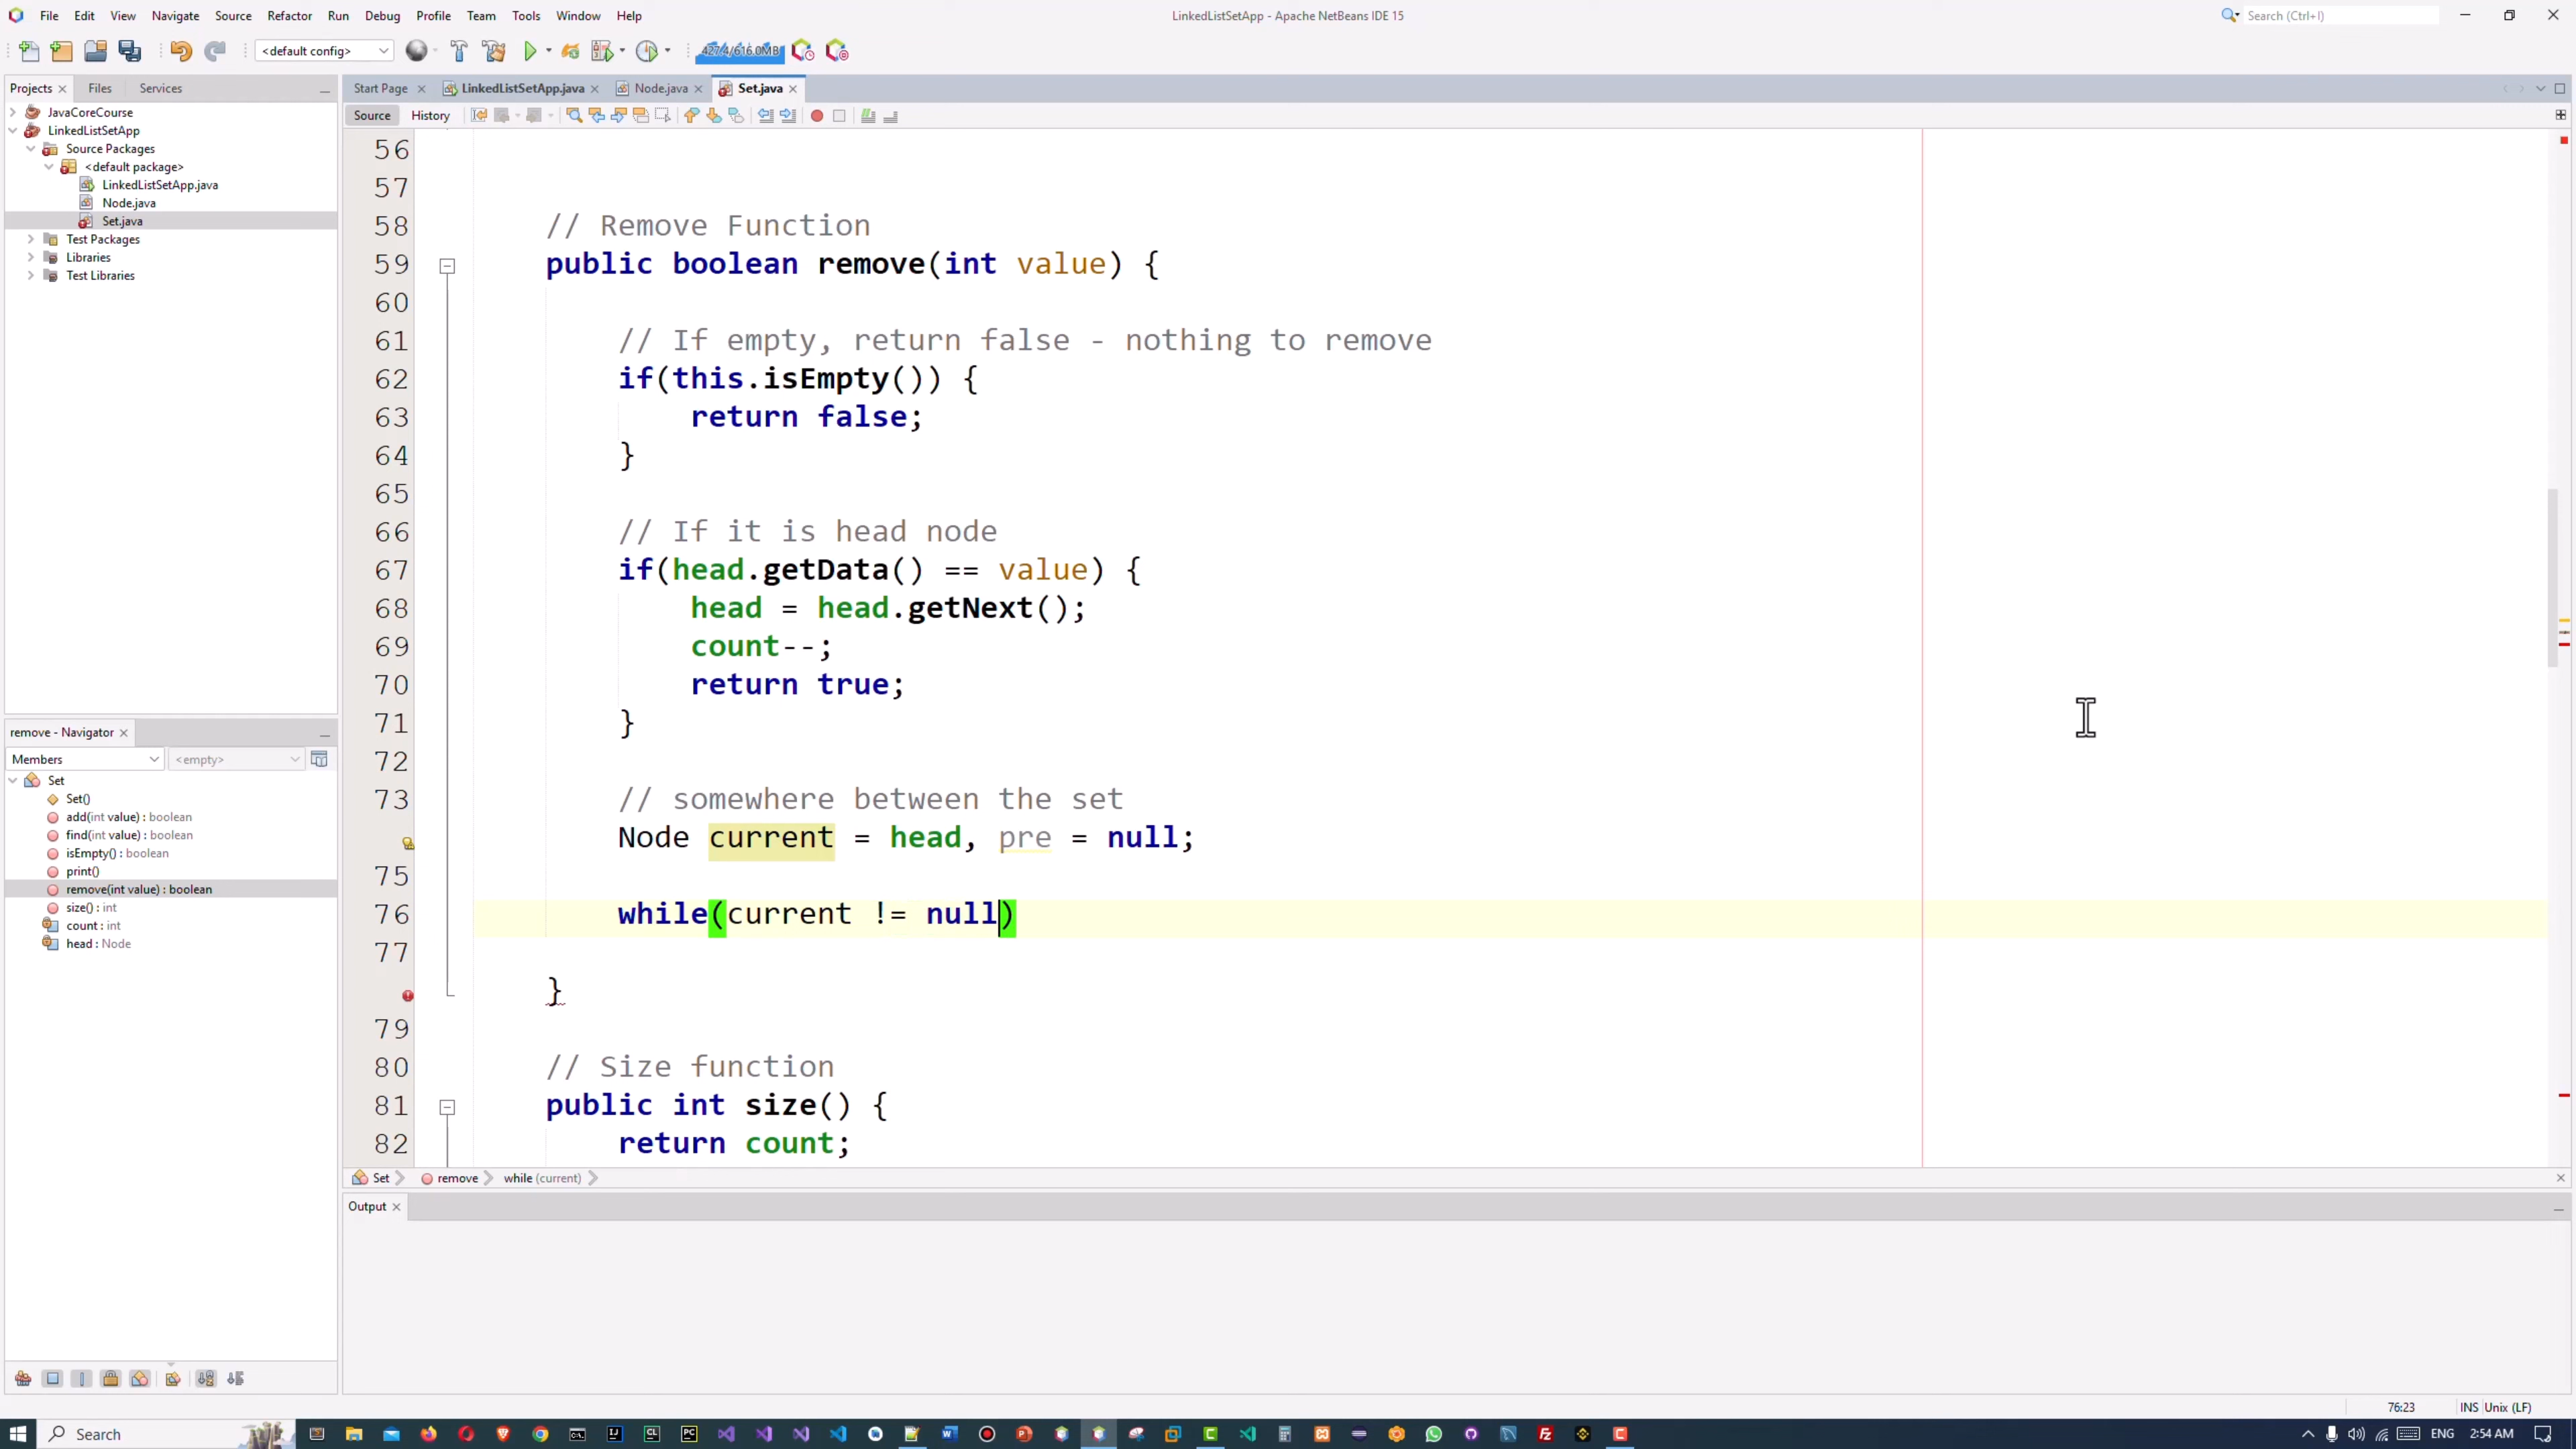 File Edit View Navigate Source Refactor Run Debug Profile Team Tools Window Help
LinkedListSetApp - Apache NetBeans IDE 15
Search (Ctrl+I)
<default config>
427.4/616.0MB
Projects Files Services
Start Page LinkedListSetApp.java Node.java Set.java
Source History
JavaCoreCourse
LinkedListSetApp
Source Packages
<default package>
LinkedListSetApp.java
Node.java
Set.java
Test Packages
Libraries
Test Libraries
56
57
58 // Remove Function
59 public boolean remove(int value) {
60
61 // If empty, return false - nothing to remove
62 if(this.isEmpty()) {
63 return false;
64 }
65
66 // If it is head node
67 if(head.getData() == value) {
68 head = head.getNext();
69 count--;
70 return true;
71 }
72
73 // somewhere between the set
Node current = head, pre = null;
75
76 while(current != null)
77
}
79
80 // Size function
81 public int size() {
82 return count;
remove - Navigator
Members <empty>
Set
Set()
add(int value) : boolean
find(int value) : boolean
isEmpty() : boolean
print()
remove(int value) : boolean
size() : int
count : int
head : Node
Set remove while (current)
Output
76:23 INS Unix (LF)
Search
ENG 2:54 AM